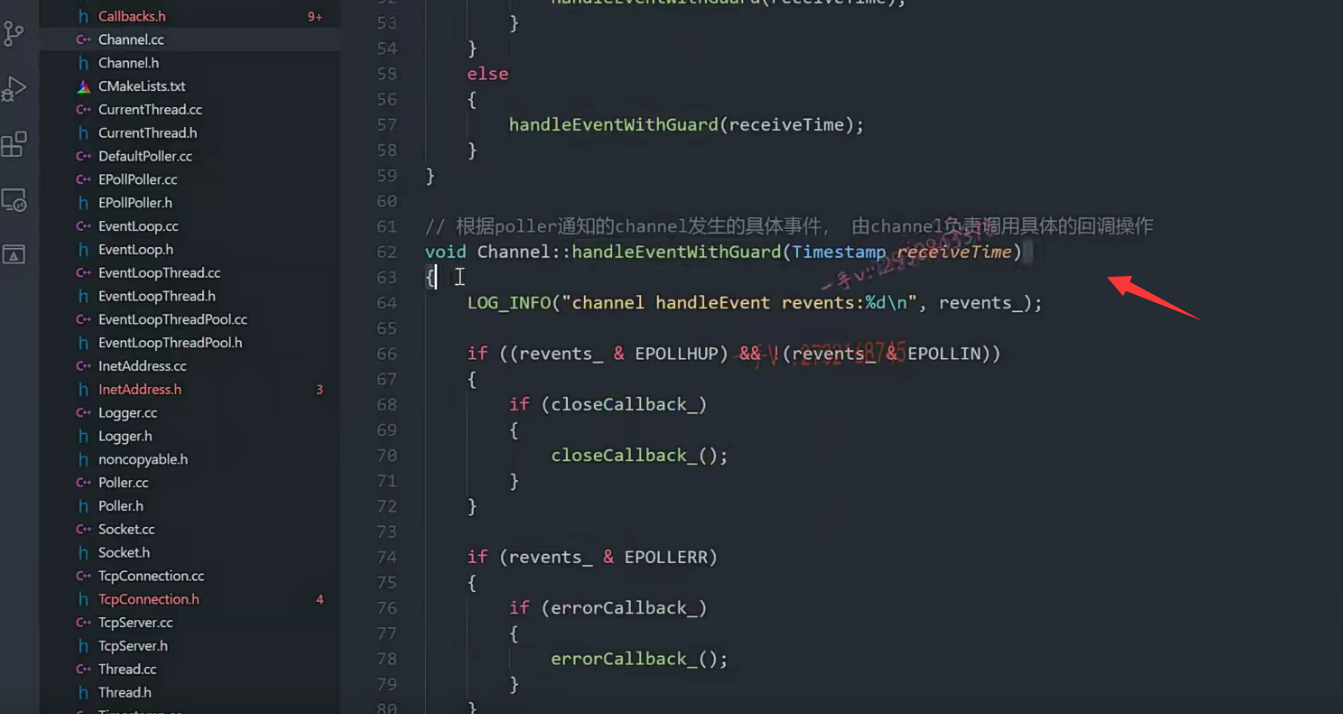 Callbacks.h 9+
Channel.cc
Channel.h
CMakeLists.txt
CurrentThread.cc
CurrentThread.h
DefaultPoller.cc
EPollPoller.cc
EPollPoller.h
EventLoop.cc
EventLoop.h
EventLoopThread.cc
EventLoopThread.h
EventLoopThreadPool.cc
EventLoopThreadPool.h
InetAddress.cc
InetAddress.h 3
Logger.cc
Logger.h
noncopyable.h
Poller.cc
Poller.h
Socket.cc
Socket.h
TcpConnection.cc
TcpConnection.h 4
TcpServer.cc
TcpServer.h
Thread.cc
Thread.h
handleEventWithGuard(receiveTime);
53 }
54 }
55 else
56 {
57 handleEventWithGuard(receiveTime);
58 }
59 }
60
61 // 根据poller通知的channel发生的具体事件， 由channel负责调用具体的回调操作
62 void Channel::handleEventWithGuard(Timestamp receiveTime)
63 {
64 LOG_INFO("channel handleEvent revents:%d\n", revents_);
65
66 if ((revents_ & EPOLLHUP) && !(revents_ & EPOLLIN))
67 {
68 if (closeCallback_)
69 {
70 closeCallback_();
71 }
72 }
73
74 if (revents_ & EPOLLERR)
75 {
76 if (errorCallback_)
77 {
78 errorCallback_();
79 }
80 }